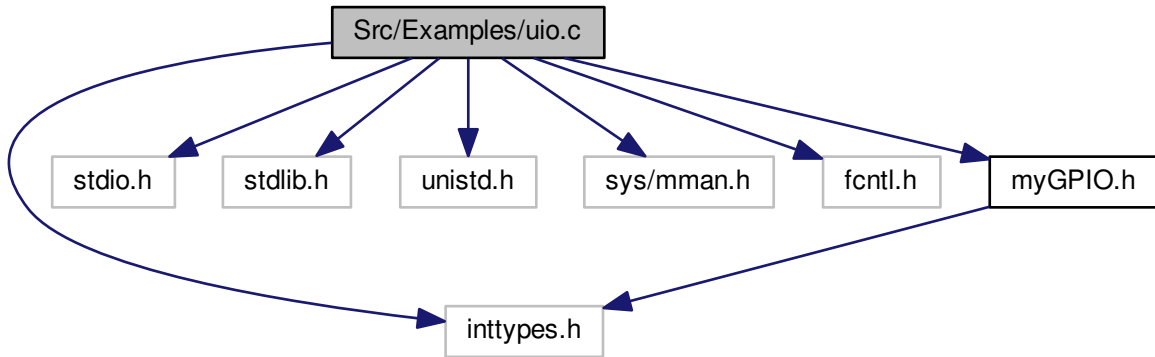 Src/Examples/uio.c
stdio.h
stdlib.h
unistd.h
sys/mman.h
fcntl.h
myGPIO.h
inttypes.h